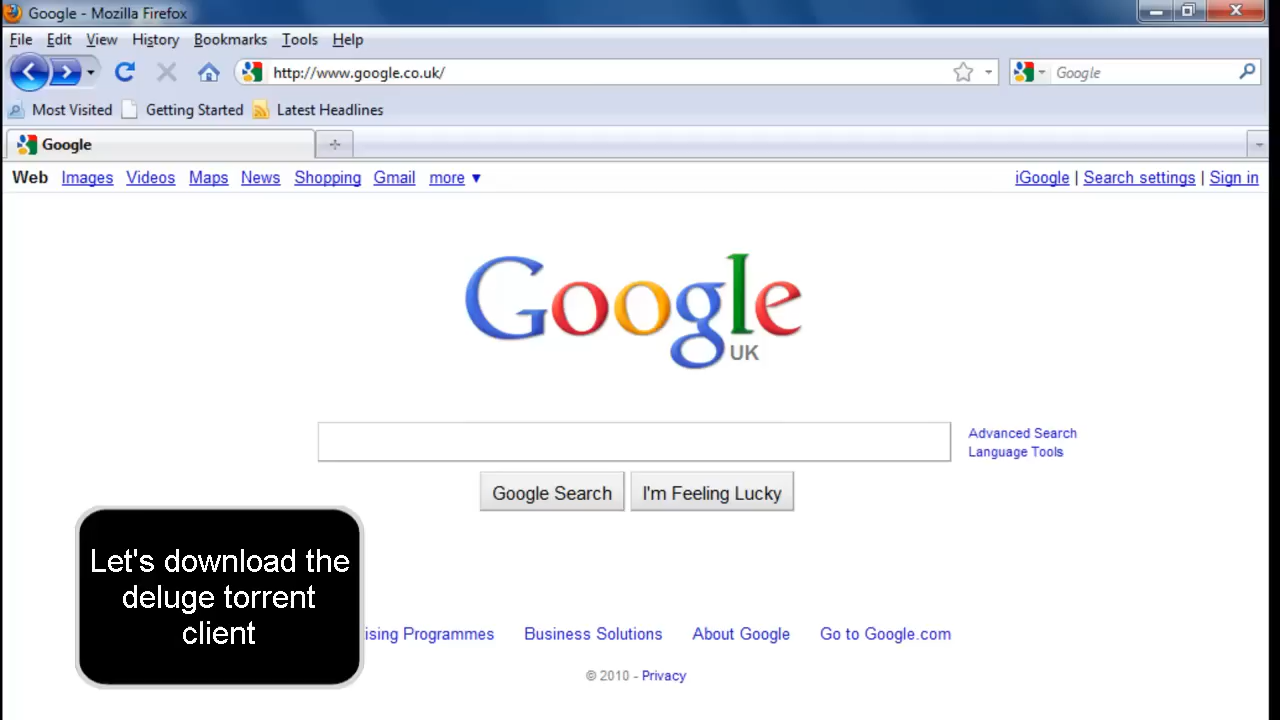 Google - Mozilla Firefox
File Edit View History Bookmarks Tools Help
http://www.google.co.uk/ Google
Most Visited Getting Started Latest Headlines
Google
Web Images Videos Maps News Shopping Gmail more ▼ iGoogle | Search settings | Sign in
Google
UK
Advanced Search
Language Tools
Google Search I'm Feeling Lucky
Let's download the
deluge torrent
client
ising Programmes Business Solutions About Google Go to Google.com
© 2010 - Privacy